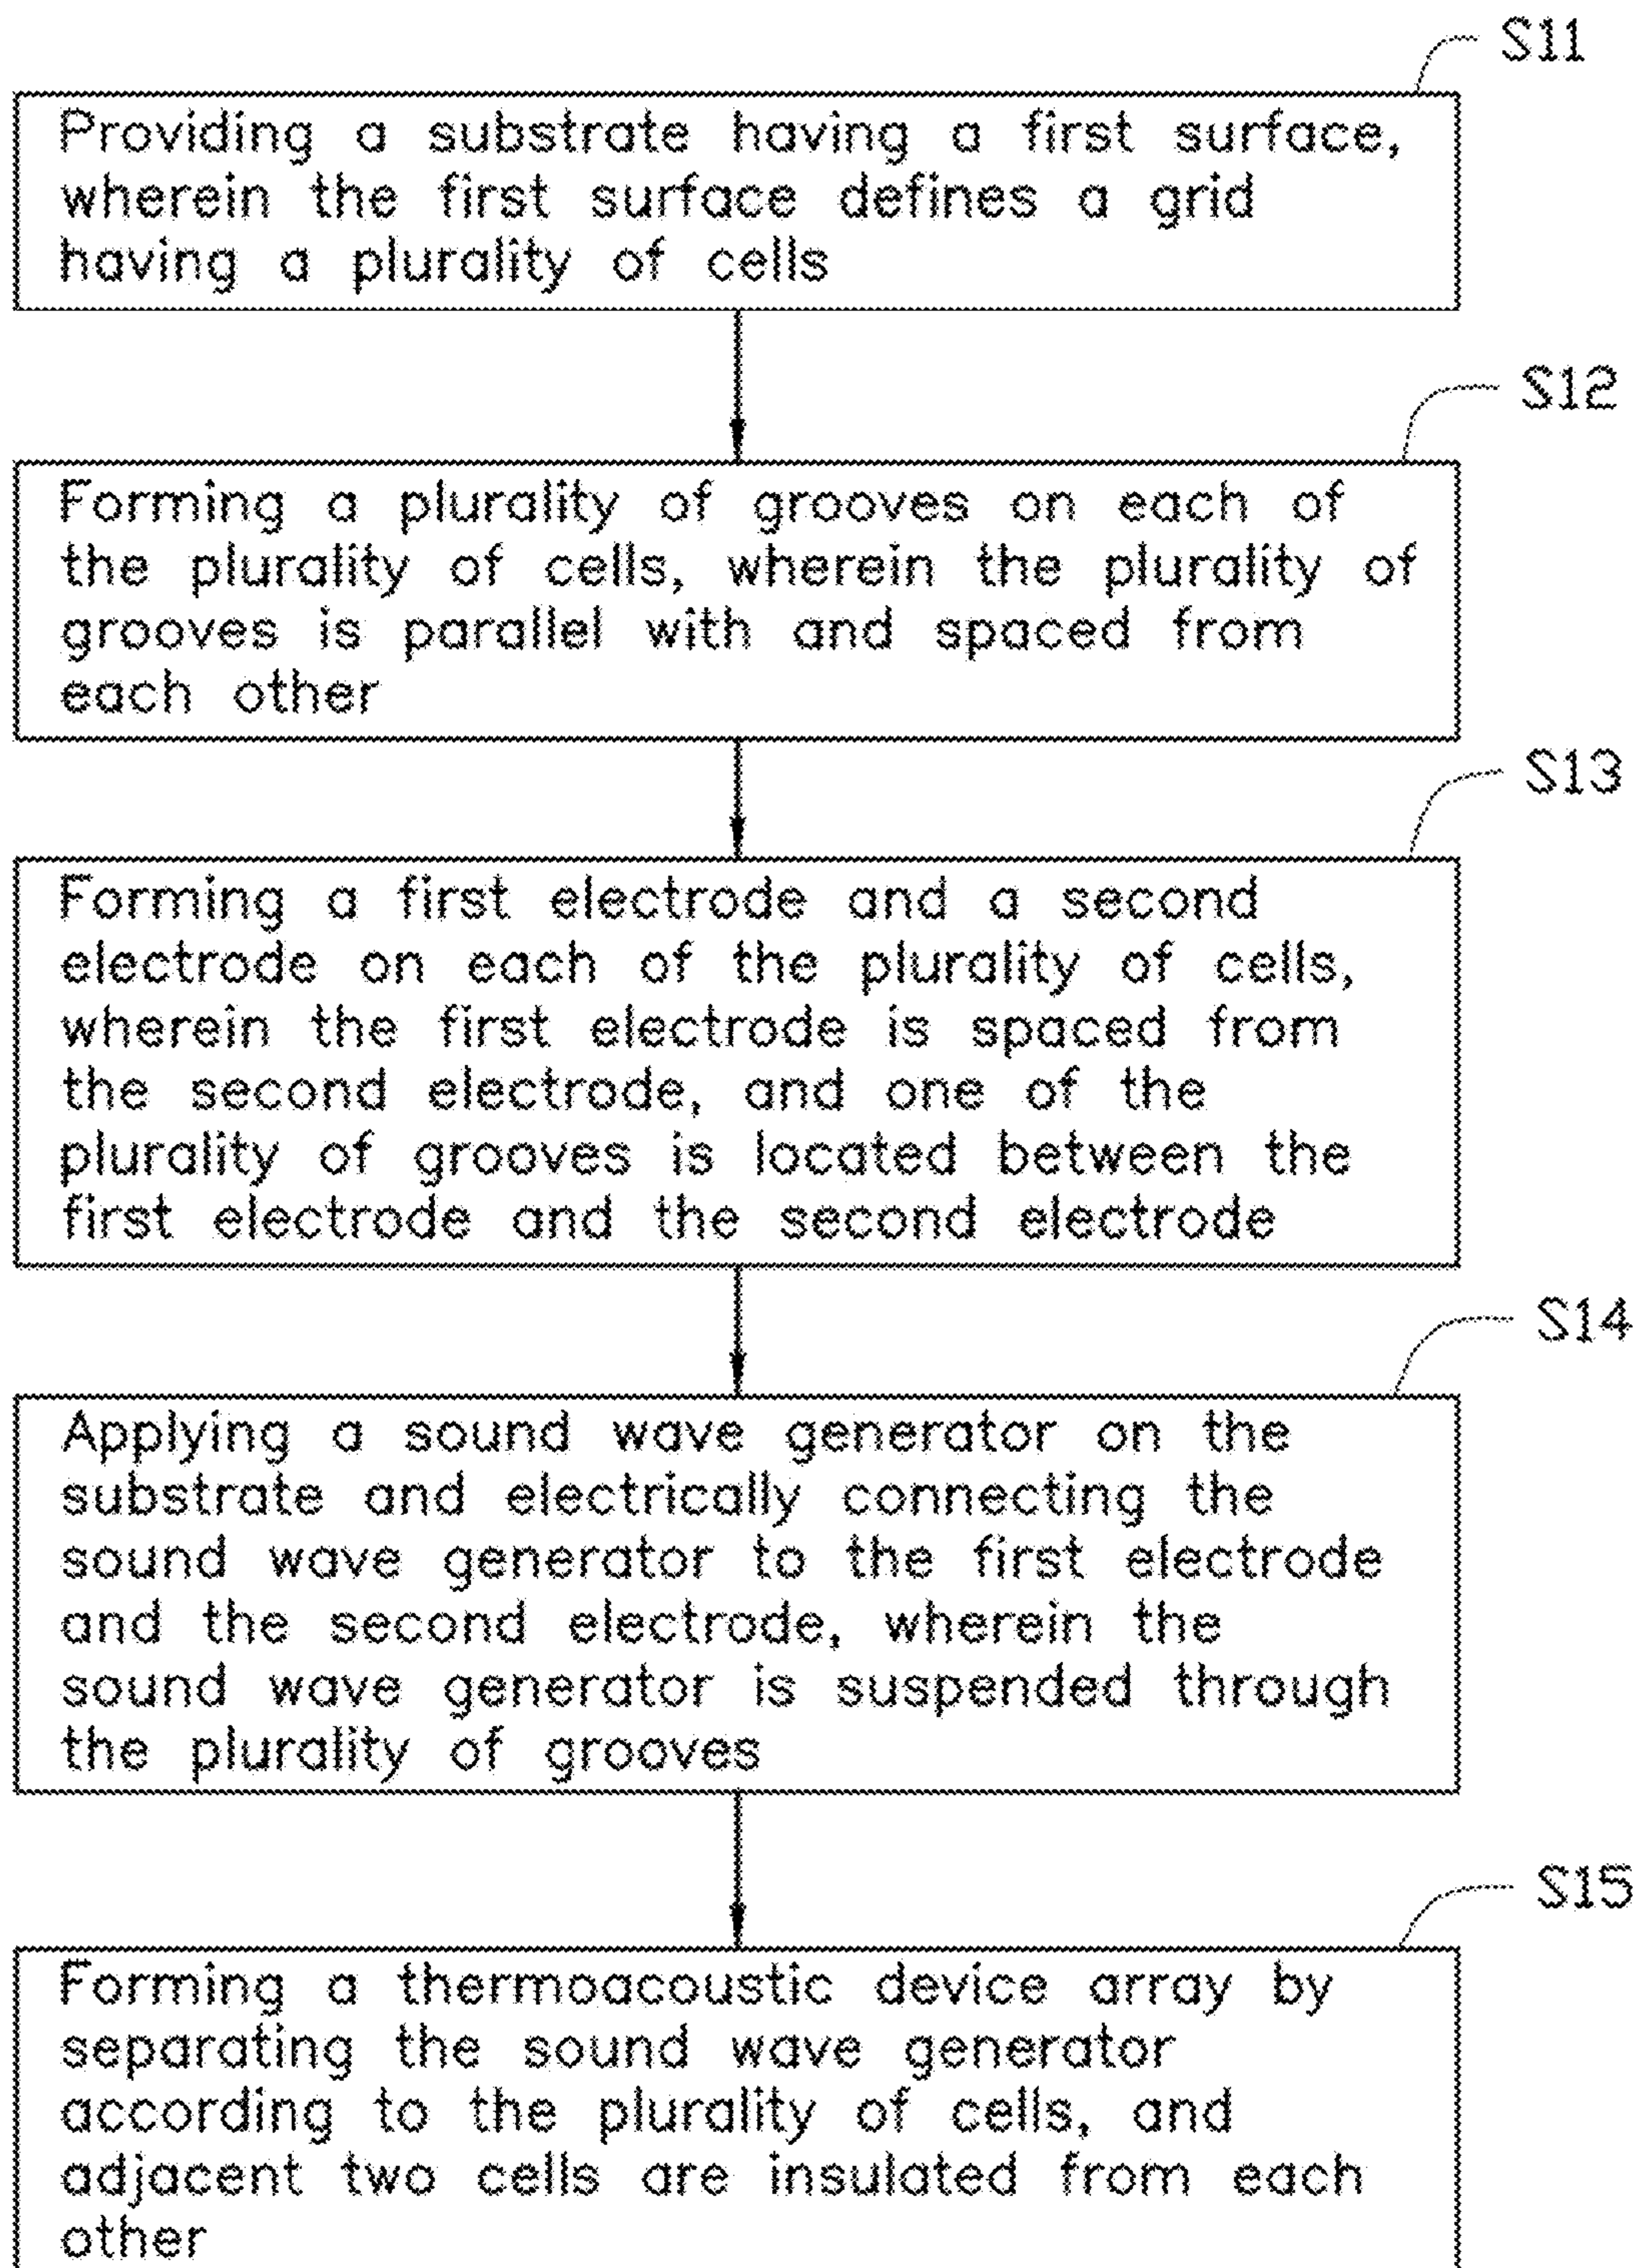 S11
Providing a substrate having a first surface,
wherein the first surface defines a grid
having a plurality of cells
S12
Forming a plurality of grooves on each of
the plurality of cells, wherein the plurality of
grooves is parallel with and spaced from
each other
S13
Forming a first electrode and a second
electrode on each of the plurality of cells,
wherein the first electrode is spaced from
the second electrode, and one of the
plurality of grooves is located between the
first electrode and the second electrode
S14
Applying a sound wave generator on the
substrate and electrically connecting the
sound wave generator to the first electrode
and the second electrode, wherein the
sound wave generator is suspended through
the plurality of grooves
S15
Forming a thermoacoustic device array by
separating the sound wave generator
according to the plurality of cells, and
adjacent two cells are insulated from each
other